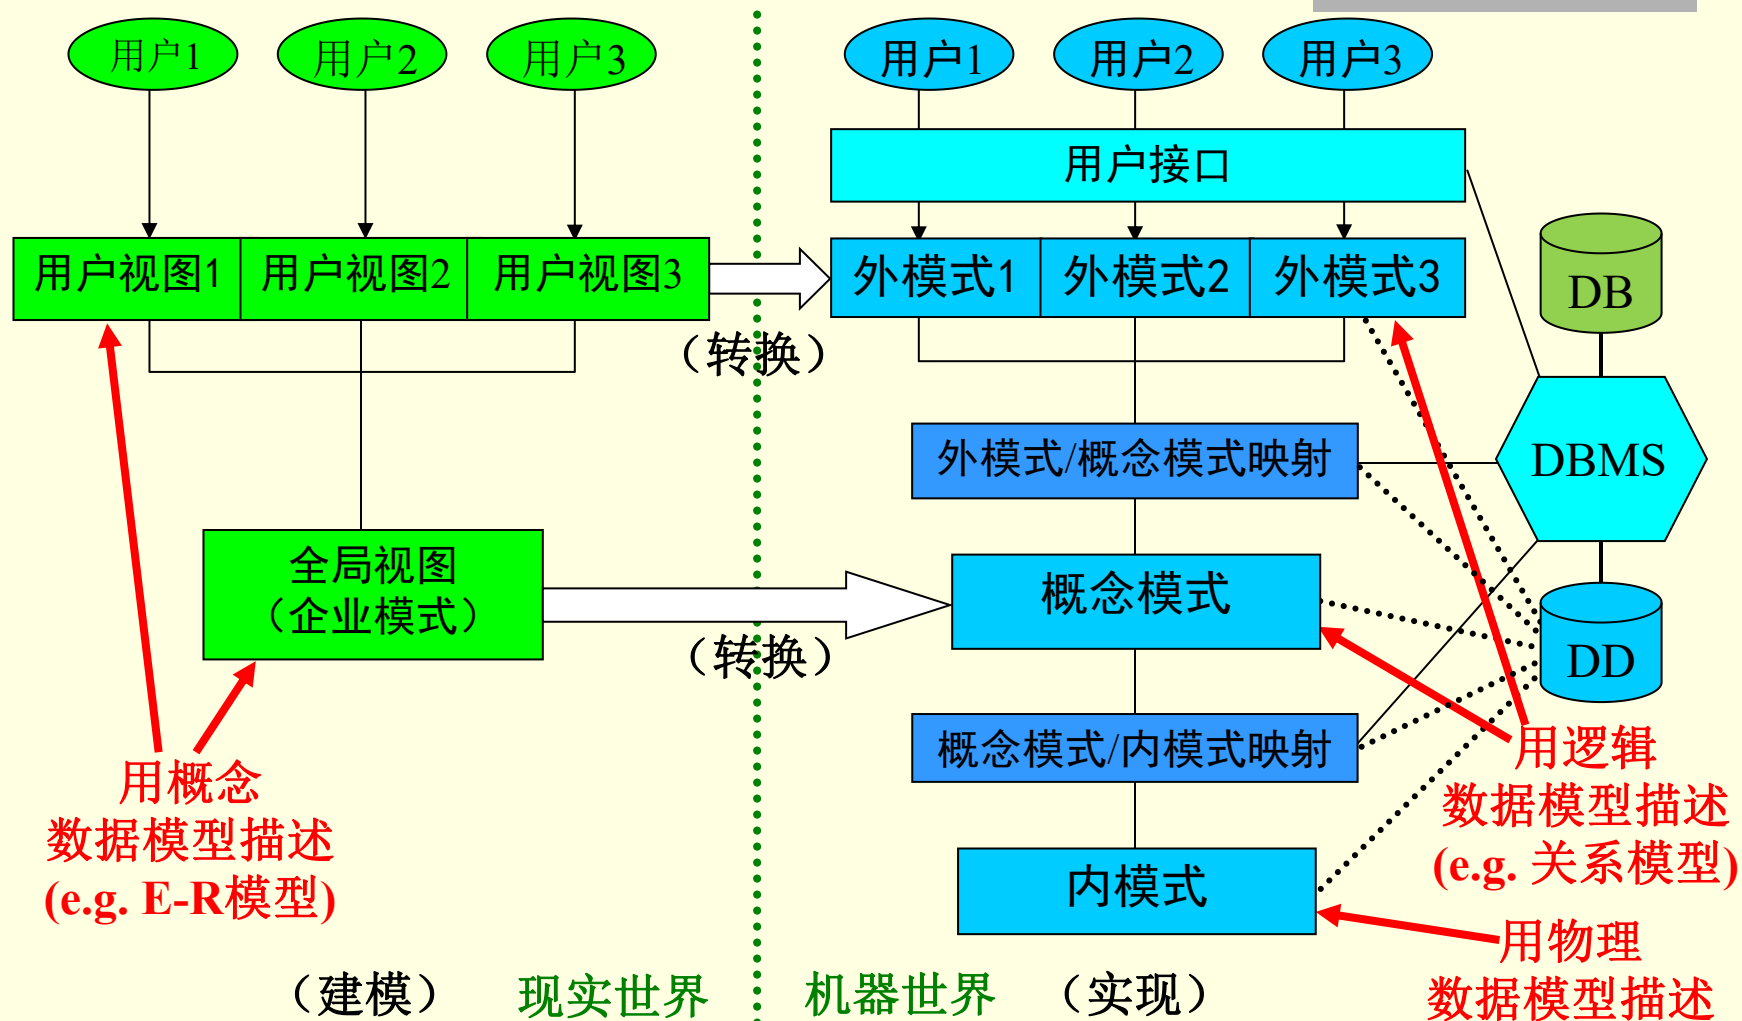 用户1
用户2
用户3
用户1
用户2
用户3
用户接口
用户视图1
用户视图2
用户视图3
外模式1
外模式2
外模式3
DB
（转换）
外模式/概念模式映射
DBMS
全局视图
（企业模式）
概念模式
（转换）
DD
概念模式/内模式映射
用概念
数据模型描述
(e.g. E-R模型)
用逻辑
数据模型描述
(e.g. 关系模型)
内模式
用物理
数据模型描述
（建模）
现实世界
机器世界
（实现）